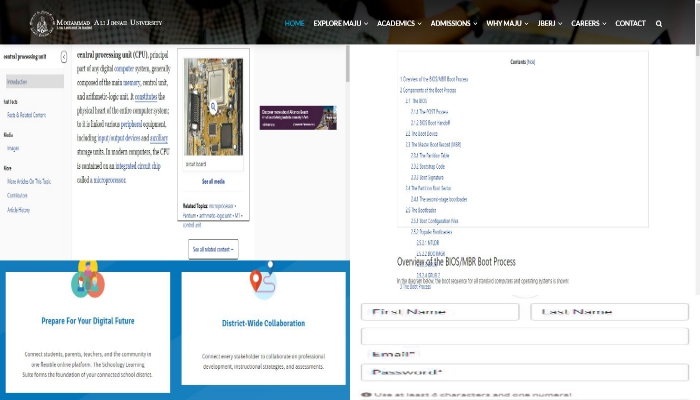 MOHAMMAD ALI JINNAH UNIVERSITY
HOME
EXPLORE MAJU
ACADEMICS
ADMISSIONS
WHY MAJU
JBERJ
CAREERS
CONTACT
central processing unit
Introduction
Fast Facts
Facts & Related Content
Media
Images
More
More Articles On This Topic
Contributors
Article History
central processing unit (CPU), principal
part of any digital computer system, generally
composed of the main memory, control unit,
and arithmetic-logic unit. It constitutes the
physical heart of the entire computer system;
to it is linked various peripheral equipment,
including input/output devices and auxiliary
storage units. In modern computers, the CPU
is contained on an integrated circuit chip
called a microprocessor.
circuit board
See all media
Related Topics: microprocessor •
Pentium • arithmetic-logic unit • M1 •
control unit
See all related content →
Contents [hide]
1 Overview of the BIOS/MBR Boot Process
2 Components of the Boot Process
2.1 The BIOS
2.1.1 The POST Process
2.1.2 BIOS Boot Handoff
2.2 The Boot Device
2.3 The Master Boot Record (MBR)
2.3.1 The Partition Table
2.3.2 Bootstrap Code
2.3.3 Boot Signature
2.4 The Partition Boot Sector
2.4.1 The second-stage bootloader
2.5 The Bootloader
2.5.1 Boot Configuration Files
2.5.2 Popular Bootloaders
2.5.2.1 NTLDR
2.5.2.2 BOOTMGR
Overview of the BIOS/MBR Boot Process
In the diagram below, the boot sequence for all standard computers and operating systems is shown:
3 The Boot Process
Prepare For Your Digital Future
Connect students, parents, teachers, and the community in
one flexible online platform. The Schoology Learning
Suite forms the foundation of your connected school district.
District-Wide Collaboration
Connect every stakeholder to collaborate on professional
development, instructional strategies, and assessments.
First Name
Last Name
Email*
Password*
Use at least 6 characters and one numeral